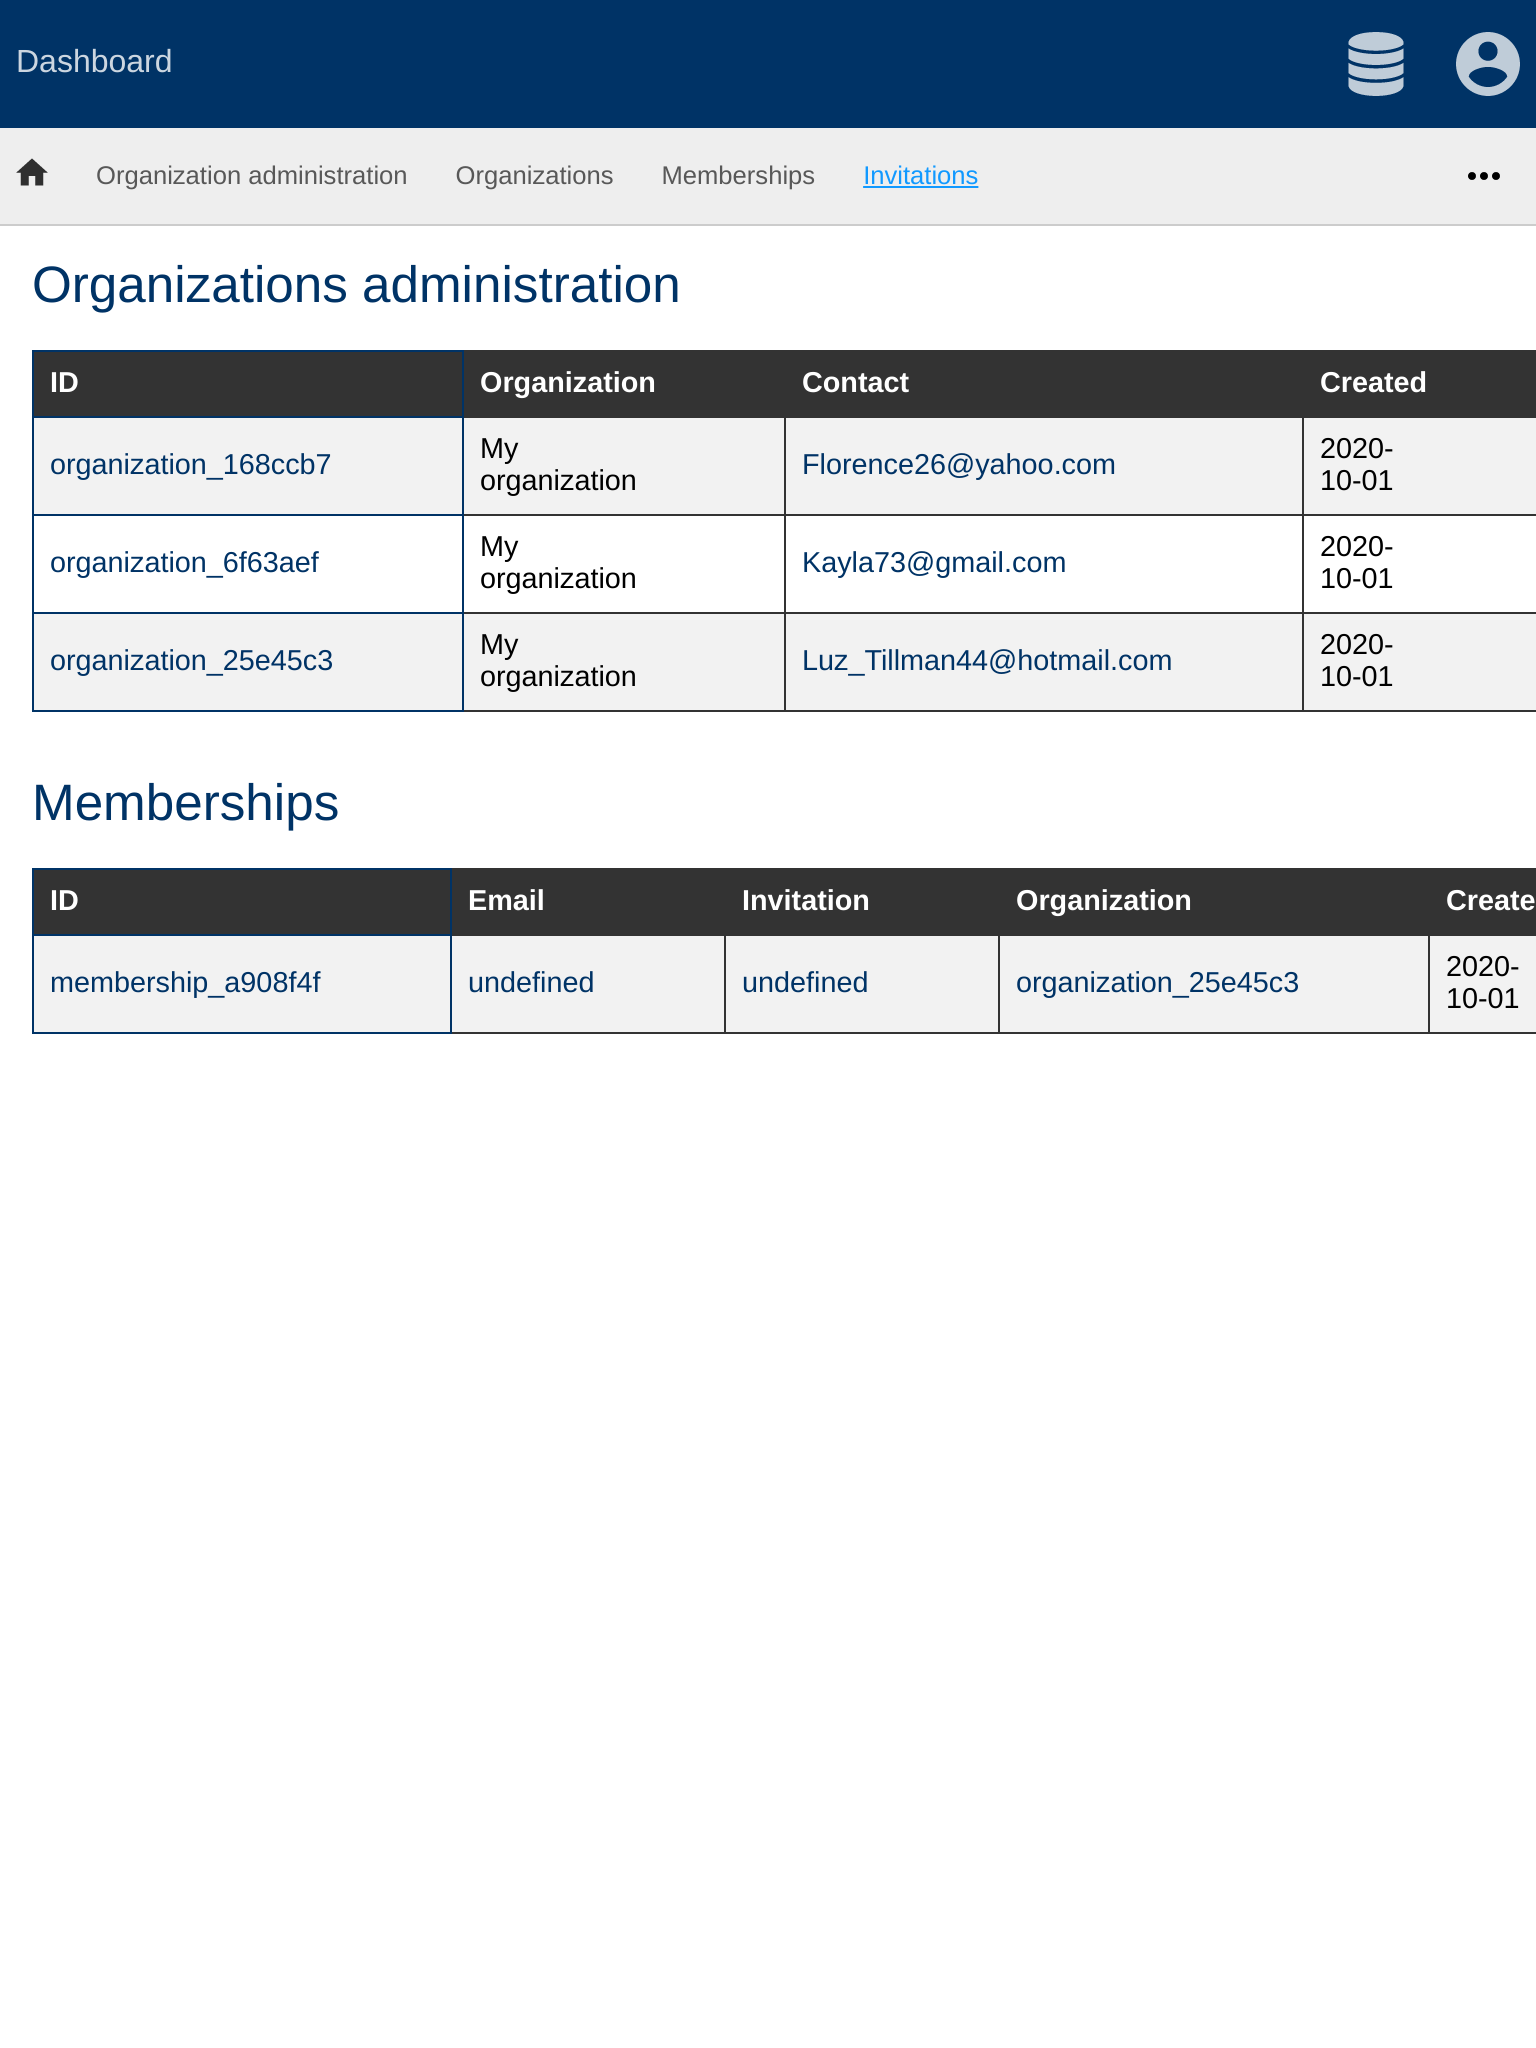 Dashboard
Organization administration Organizations Memberships Invitations
Organizations administration
ID Organization Contact Created
organization_168ccb7 My organization Florence26@yahoo.com 2020-10-01
organization_6f63aef My organization Kayla73@gmail.com 2020-10-01
organization_25e45c3 My organization Luz_Tillman44@hotmail.com 2020-10-01
Memberships
ID Email Invitation Organization Create
membership_a908f4f undefined undefined organization_25e45c3 2020-10-01